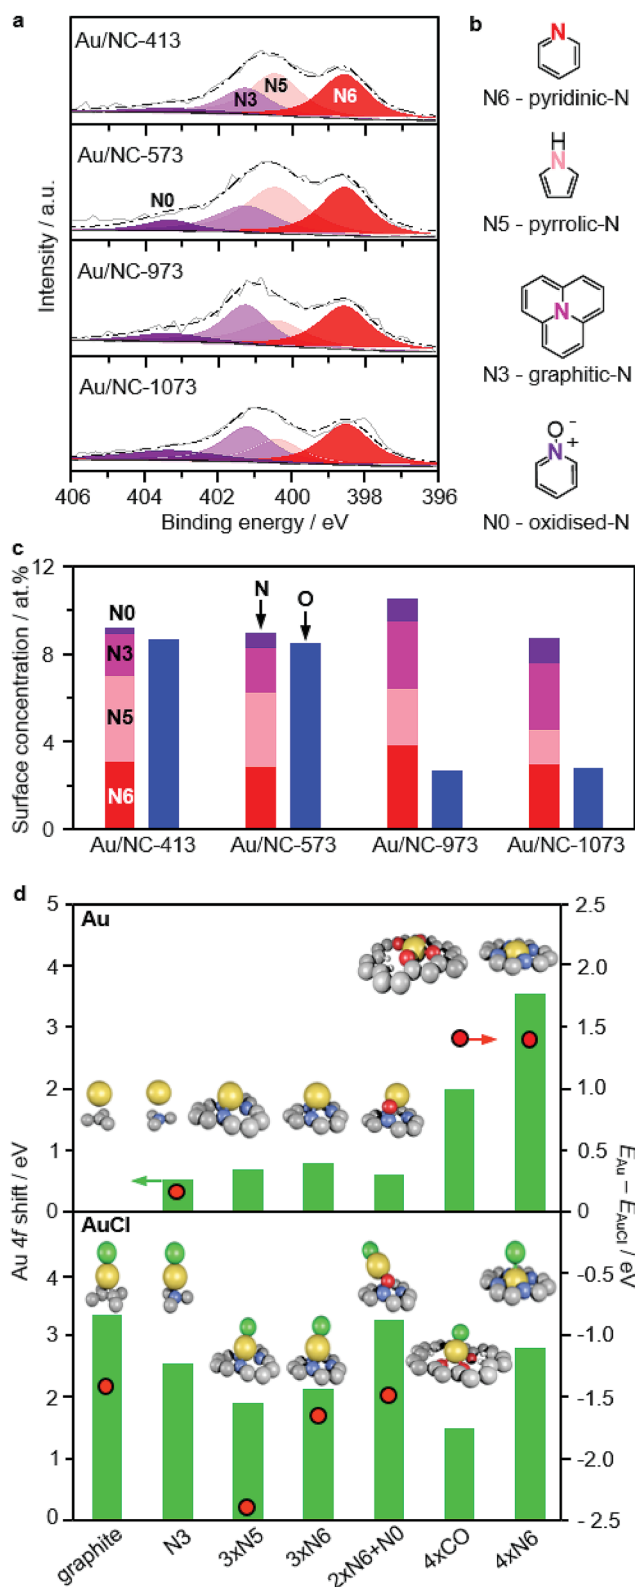 a
Au/NC-413
N3
N5
N6
Au/NC-573
N0
Au/NC-973
Au/NC-1073
Intensity / a.u.
406 404 402 400 398 396
Binding energy / eV
b
N
N6 - pyridinic-N
H
N
N5 - pyrrolic-N
N
N3 - graphitic-N
O−
N+
N0 - oxidised-N
c
Surface concentration / at.%
12
8
4
0
N0
N3
N5
N6
N
O
Au/NC-413 Au/NC-573 Au/NC-973 Au/NC-1073
d
Au
5
4
3
2
1
0
2.5
2.0
1.5
1.0
0.5
0
Au 4f shift / eV
E_Au − E_AuCl / eV
AuCl
4
3
2
1
0
-0.5
-1.0
-1.5
-2.0
-2.5
graphite N3 3xN5 3xN6 2xN6+N0 4xCO 4xN6